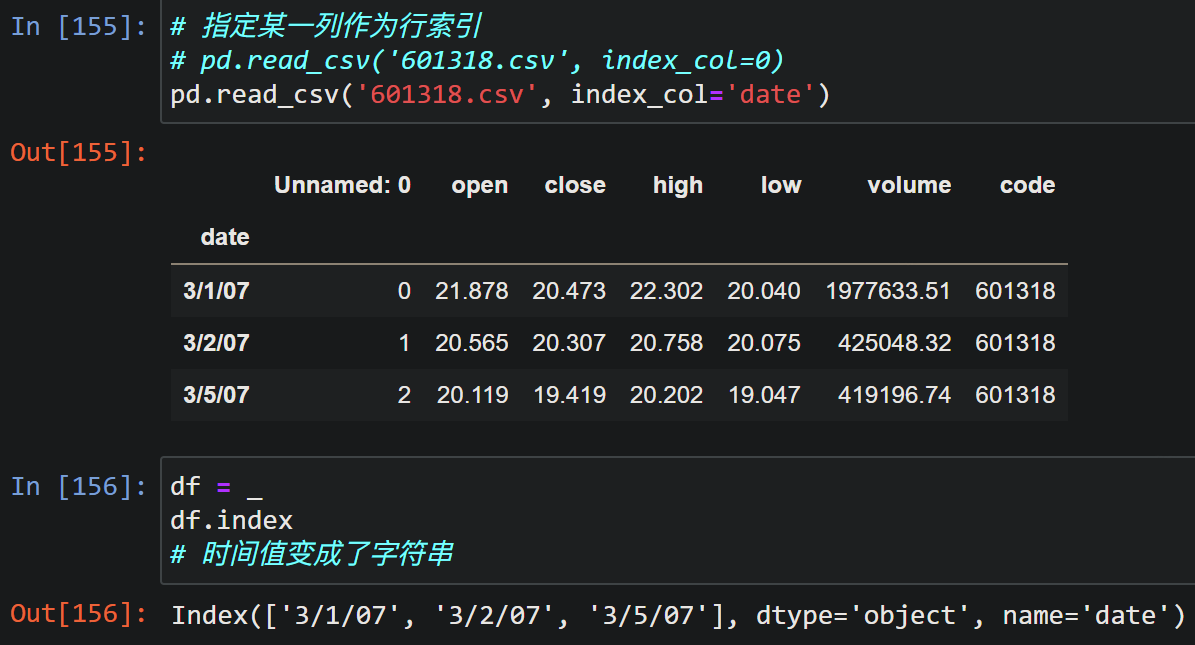 In [155]: # 指定某一列作为行索引
# pd.read_csv('601318.csv', index_col=0)
pd.read_csv('601318.csv', index_col='date')
Out[155]:
Unnamed: 0 open close high low volume code
date
3/1/07 0 21.878 20.473 22.302 20.040 1977633.51 601318
3/2/07 1 20.565 20.307 20.758 20.075 425048.32 601318
3/5/07 2 20.119 19.419 20.202 19.047 419196.74 601318
In [156]: df = _
df.index
# 时间值变成了字符串
Out[156]: Index(['3/1/07', '3/2/07', '3/5/07'], dtype='object', name='date')